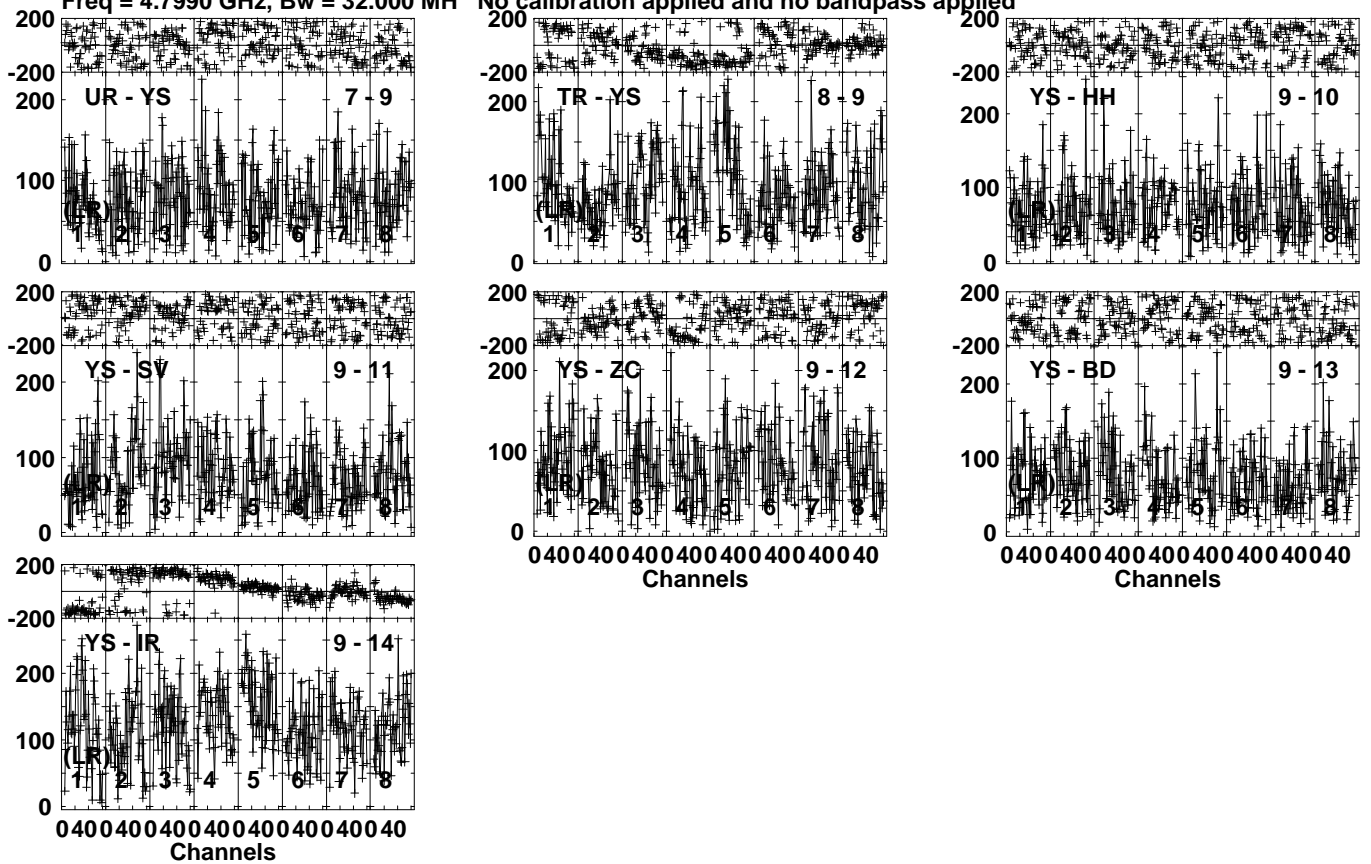 Freq = 4.7990 GHz, Bw = 32.000 MH No calibration applied and no bandpass applied
200
-200
UR - YS 7 - 9
200
100
0
(LR)
1 2 3 4 5 6 7 8
200
-200
TR - YS 8 - 9
200
100
0
(LR)
1 2 3 4 5 6 7 8
200
-200
YS - HH 9 - 10
200
100
0
(LR)
1 2 3 4 5 6 7 8
200
-200
YS - SV 9 - 11
200
100
0
(LR)
1 2 3 4 5 6 7 8
200
-200
YS - ZC 9 - 12
200
100
0
(LR)
1 2 3 4 5 6 7 8
0 40 0 40 0 40 0 40 0 40 0 40 0 40 0 40
Channels
200
-200
YS - BD 9 - 13
200
100
0
(LR)
1 2 3 4 5 6 7 8
0 40 0 40 0 40 0 40 0 40 0 40 0 40 0 40
Channels
200
-200
YS - IR 9 - 14
200
100
0
(LR)
1 2 3 4 5 6 7 8
0 40 0 40 0 40 0 40 0 40 0 40 0 40 0 40
Channels